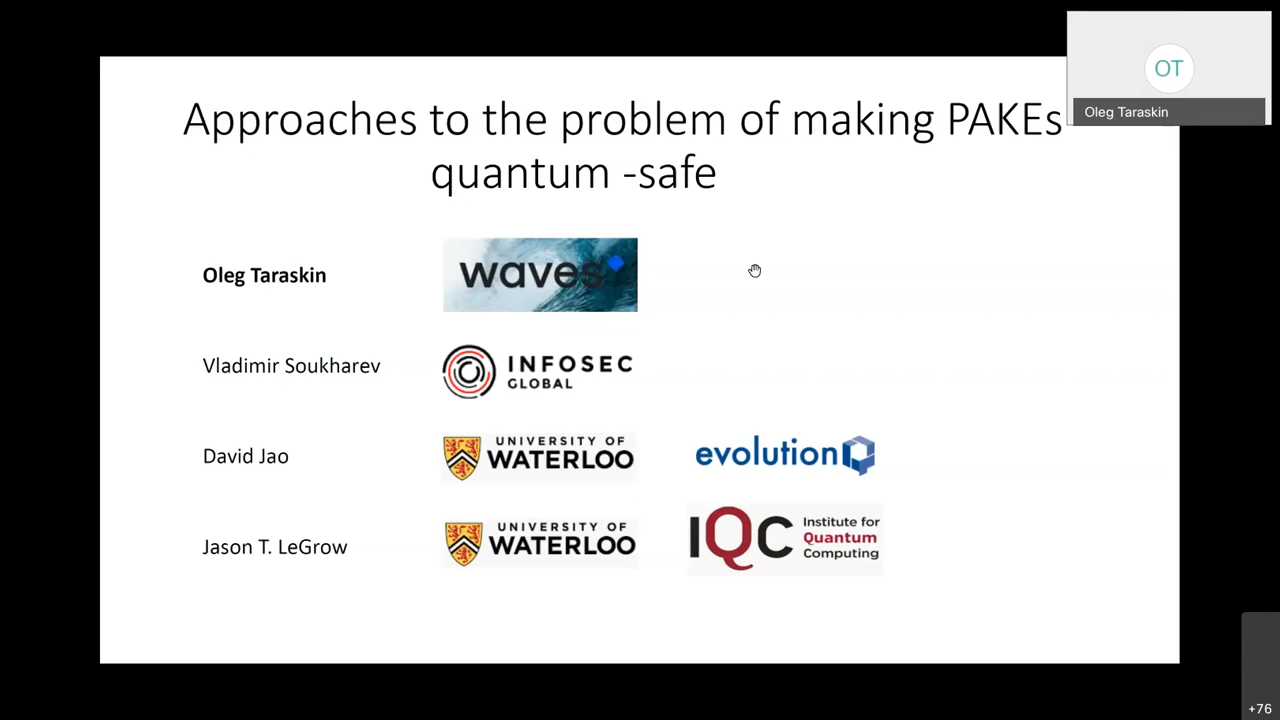 Approaches to the problem of making PAKEs
quantum -safe
OT
Oleg Taraskin
Oleg Taraskin
waves
Vladimir Soukharev
INFOSEC
GLOBAL
David Jao
UNIVERSITY OF
WATERLOO
evolutionQ
Jason T. LeGrow
UNIVERSITY OF
WATERLOO
IQC
Institute for
Quantum
Computing
+76